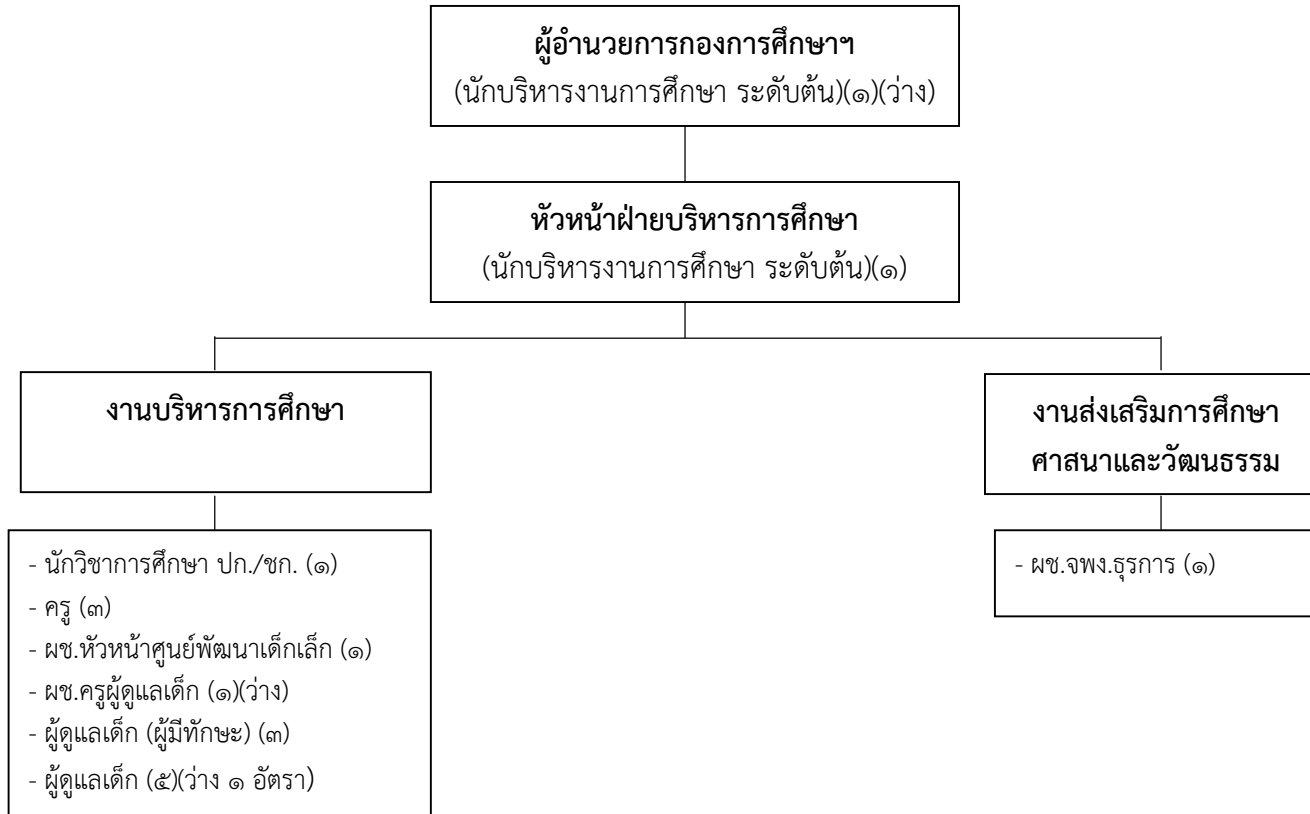 ผู้อำนวยการกองการศึกษาฯ
(นักบริหารงานการศึกษา ระดับต้น)(๑)(ว่าง)
หัวหน้าฝ่ายบริหารการศึกษา
(นักบริหารงานการศึกษา ระดับต้น)(๑)
งานบริหารการศึกษา
- นักวิชาการศึกษา ปก./ชก. (๑)
- ครู (๓)
- ผช.หัวหน้าศูนย์พัฒนาเด็กเล็ก (๑)
- ผช.ครูผู้ดูแลเด็ก (๑)(ว่าง)
- ผู้ดูแลเด็ก (ผู้มีทักษะ) (๓)
- ผู้ดูแลเด็ก (๕)(ว่าง ๑ อัตรา)
งานส่งเสริมการศึกษา
ศาสนาและวัฒนธรรม
- ผช.จพง.ธุรการ (๑)